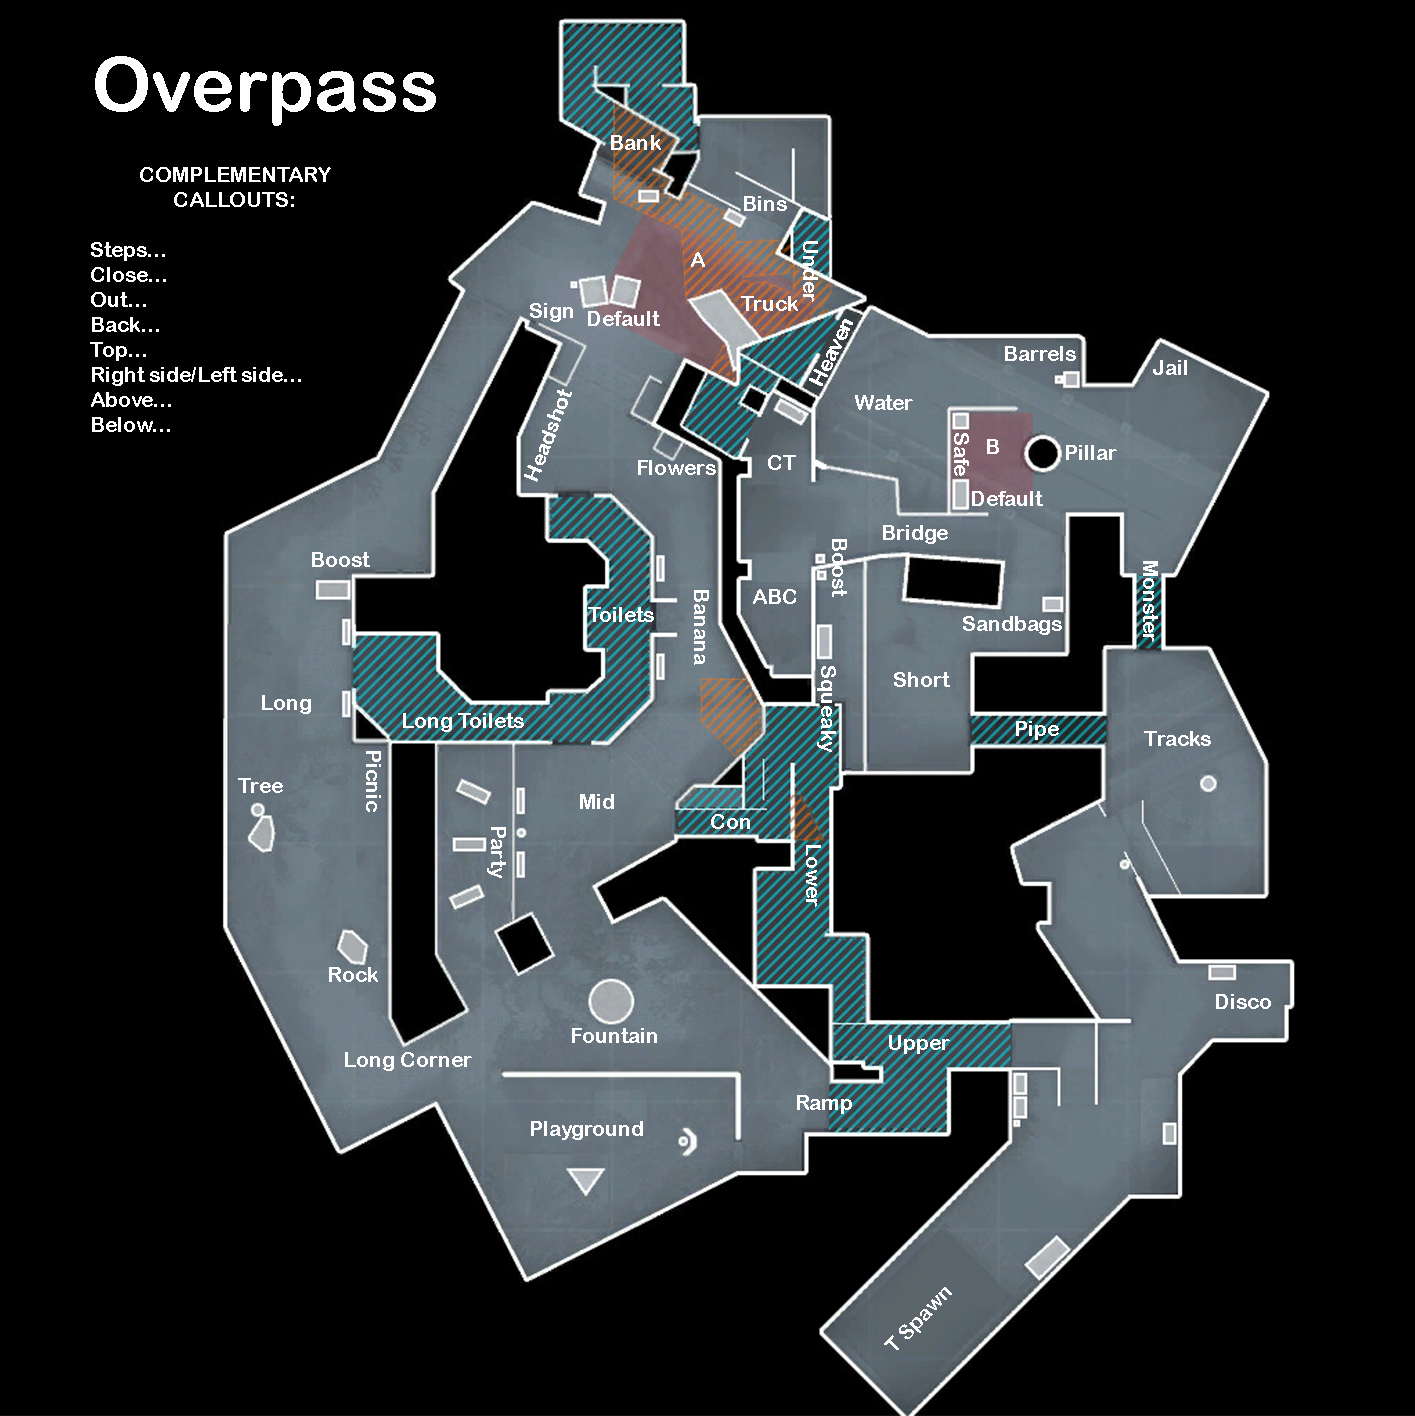 Overpass
COMPLEMENTARY
CALLOUTS:
Steps...
Close...
Out...
Back...
Top...
Right side/Left side...
Above...
Below...
Bank
Bins
Under
A
Truck
Sign
Default
Heaven
Barrels
Jail
Water
Headshot
Safe
B
Pillar
Flowers
CT
Default
Bridge
Boost
Boost
Monster
Toilets
Banana
ABC
Sandbags
Long
Long Toilets
Squeaky
Short
Pipe
Tracks
Picnic
Tree
Mid
Con
Party
Lower
Rock
Disco
Fountain
Upper
Long Corner
Ramp
Playground
T Spawn